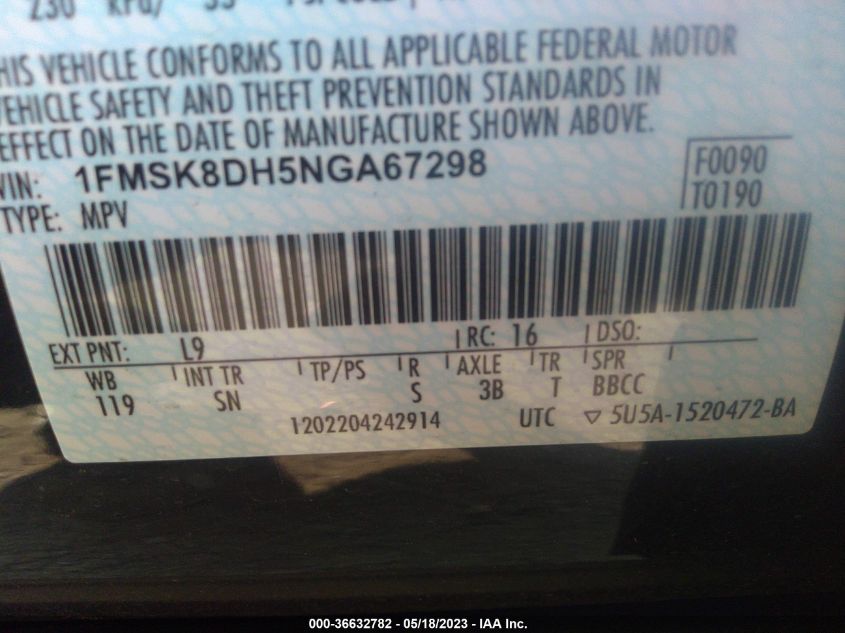 230 kPa/ 35
HIS VEHICLE CONFORMS TO ALL APPLICABLE FEDERAL MOTOR
VEHICLE SAFETY AND THEFT PREVENTION STANDARDS IN
EFFECT ON THE DATE OF MANUFACTURE SHOWN ABOVE.
VIN: 1FMSK8DH5NGA67298 F0090
TYPE: MPV T0190
EXT PNT: L9 RC: 16 DSO:
WB INT TR TP/PS R AXLE TR SPR
119 SN S 3B T BBCC
1202204242914 UTC ▽ 5U5A-1520472-BA
000-36632782 - 05/18/2023 - IAA Inc.